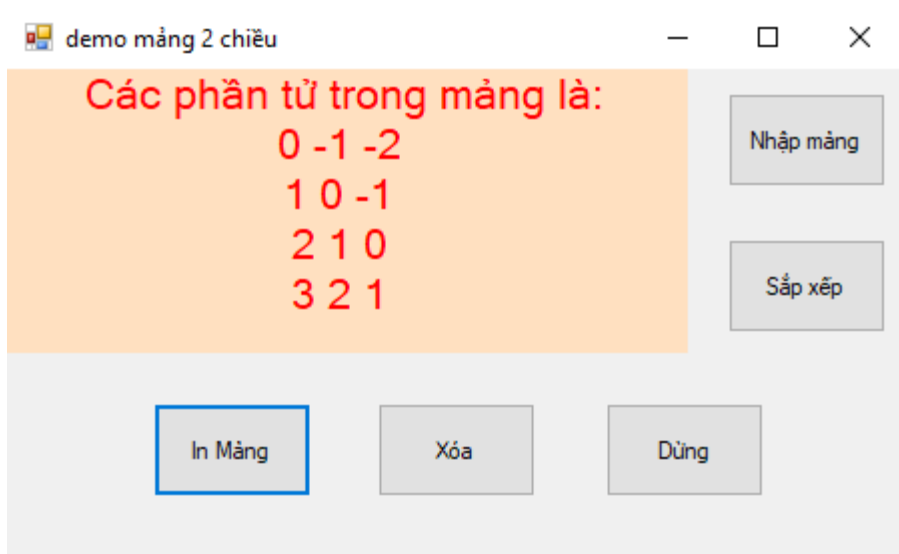 demo mảng 2 chiều
Các phần tử trong mảng là:
0 -1 -2
1 0 -1
2 1 0
3 2 1
Nhập mảng
Sắp xếp
In Mảng
Xóa
Dừng